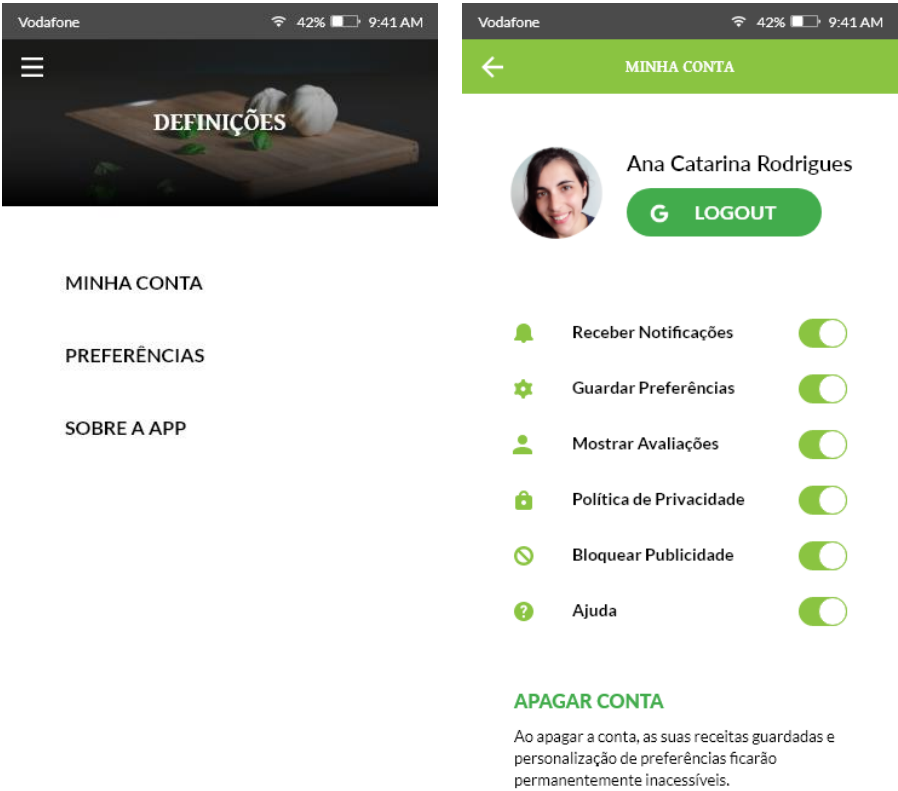 Vodafone 42% 9:41 AM
DEFINIÇÕES
MINHA CONTA
PREFERÊNCIAS
SOBRE A APP
Vodafone 42% 9:41 AM
MINHA CONTA
Ana Catarina Rodrigues
G LOGOUT
Receber Notificações
Guardar Preferências
Mostrar Avaliações
Política de Privacidade
Bloquear Publicidade
? Ajuda
APAGAR CONTA
Ao apagar a conta, as suas receitas guardadas e
personalização de preferências ficarão
permanentemente inacessíveis.